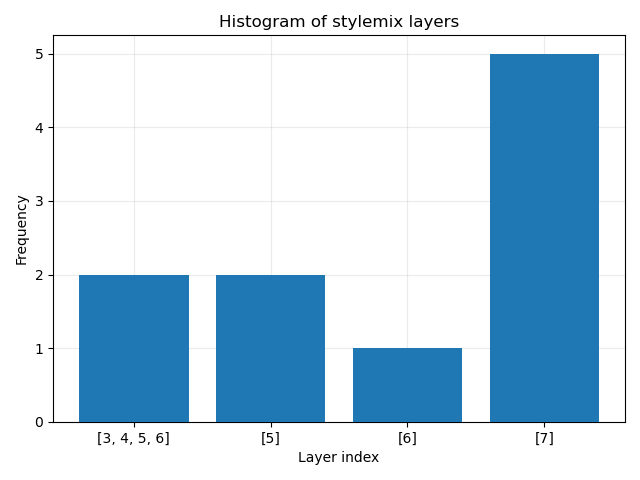 Histogram of stylemix layers
Frequency
5
4
3
2
1
0
[3, 4, 5, 6] [5] [6] [7]
Layer index